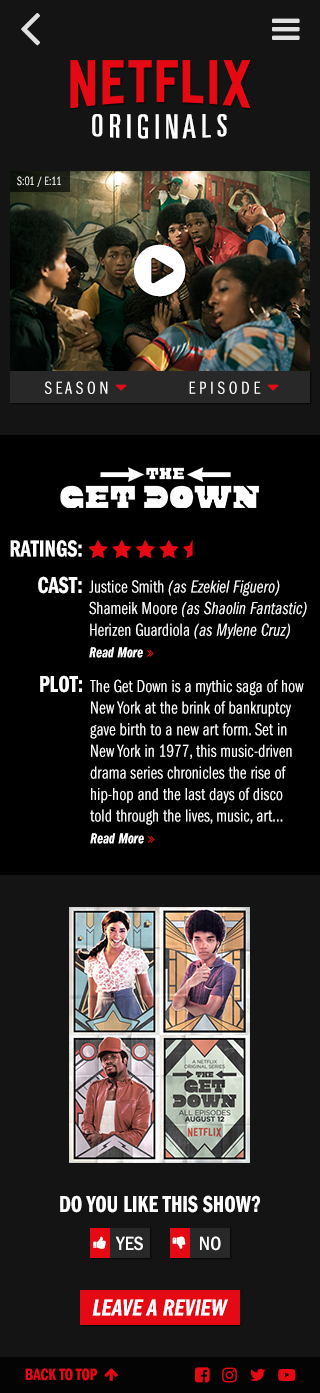 NETFLIX
ORIGINALS
S:01 / E:11
SEASON
EPISODE
THE
GET DOWN
RATINGS:
CAST: Justice Smith (as Ezekiel Figuero)
Shameik Moore (as Shaolin Fantastic)
Herizen Guardiola (as Mylene Cruz)
Read More »
PLOT: The Get Down is a mythic saga of how
New York at the brink of bankruptcy
gave birth to a new art form. Set in
New York in 1977, this music-driven
drama series chronicles the rise of
hip-hop and the last days of disco
told through the lives, music, art...
Read More »
A NETFLIX
ORIGINAL SERIES
THE
GET
DOWN
ALL EPISODES
AUGUST 12
NETFLIX
DO YOU LIKE THIS SHOW?
YES
NO
LEAVE A REVIEW
BACK TO TOP